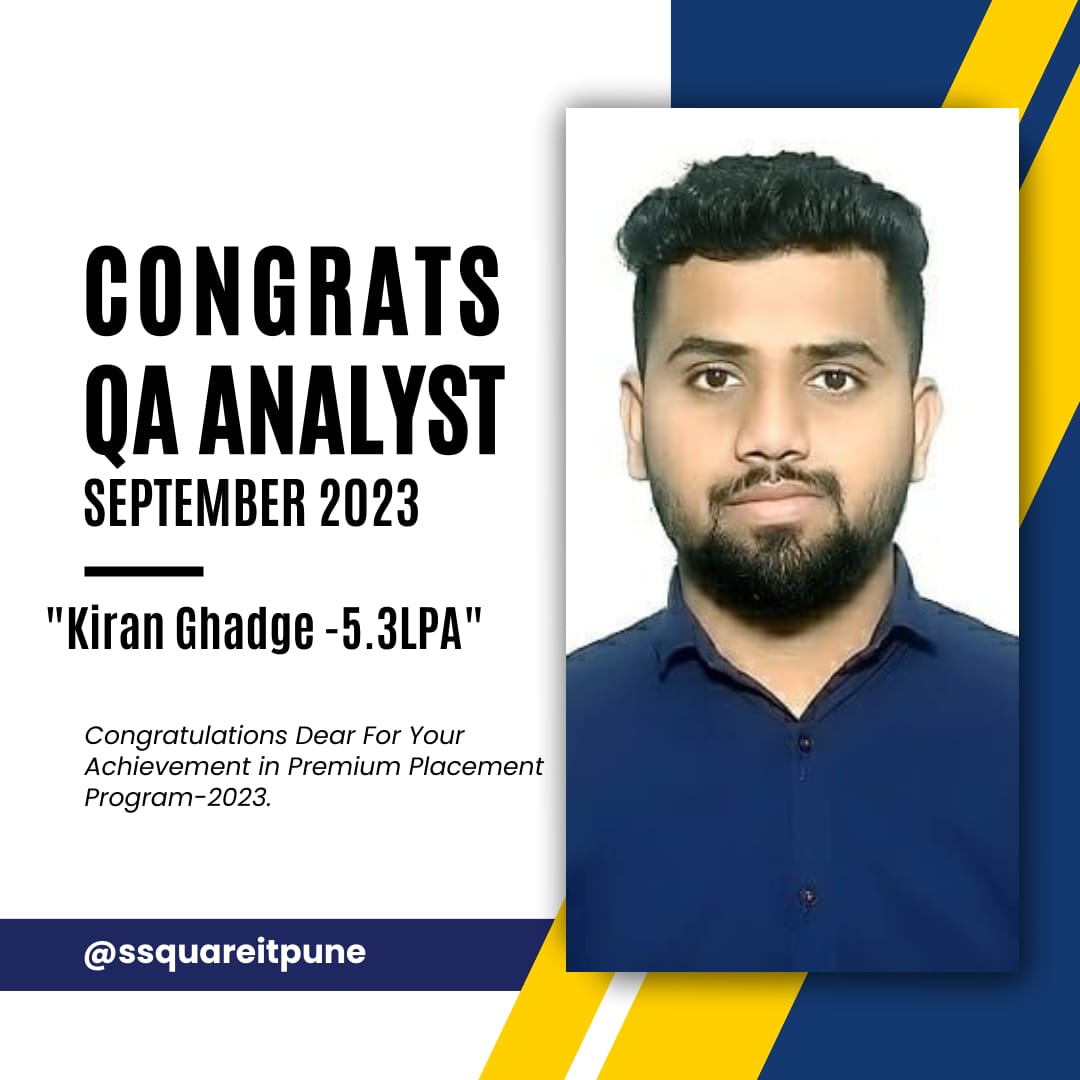 CONGRATS
QA ANALYST
SEPTEMBER 2023
"Kiran Ghadge -5.3LPA"
Congratulations Dear For Your
Achievement in Premium Placement
Program-2023.
@ssquareitpune